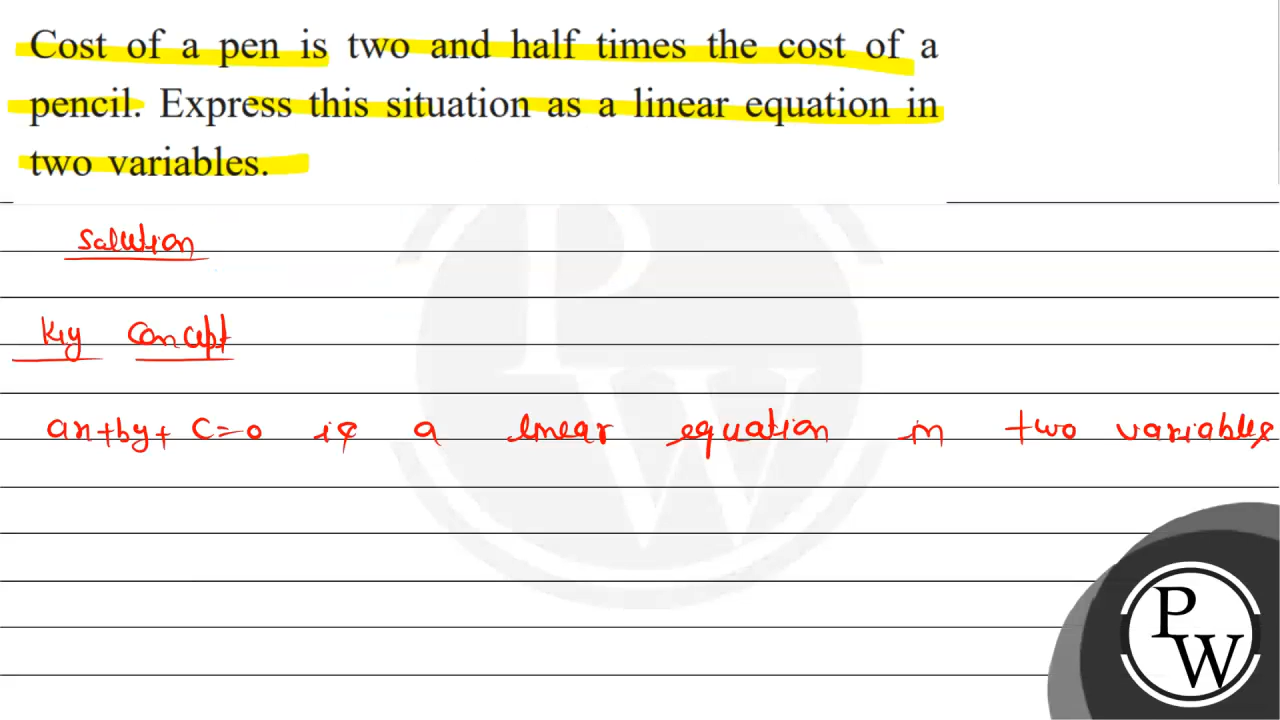 Cost of a pen is two and half times the cost of a
pencil. Express this situation as a linear equation in
two variables.
Solution
Key Concept
ax+by+ C=0 is a linear equation in two variables
P
W
P
W